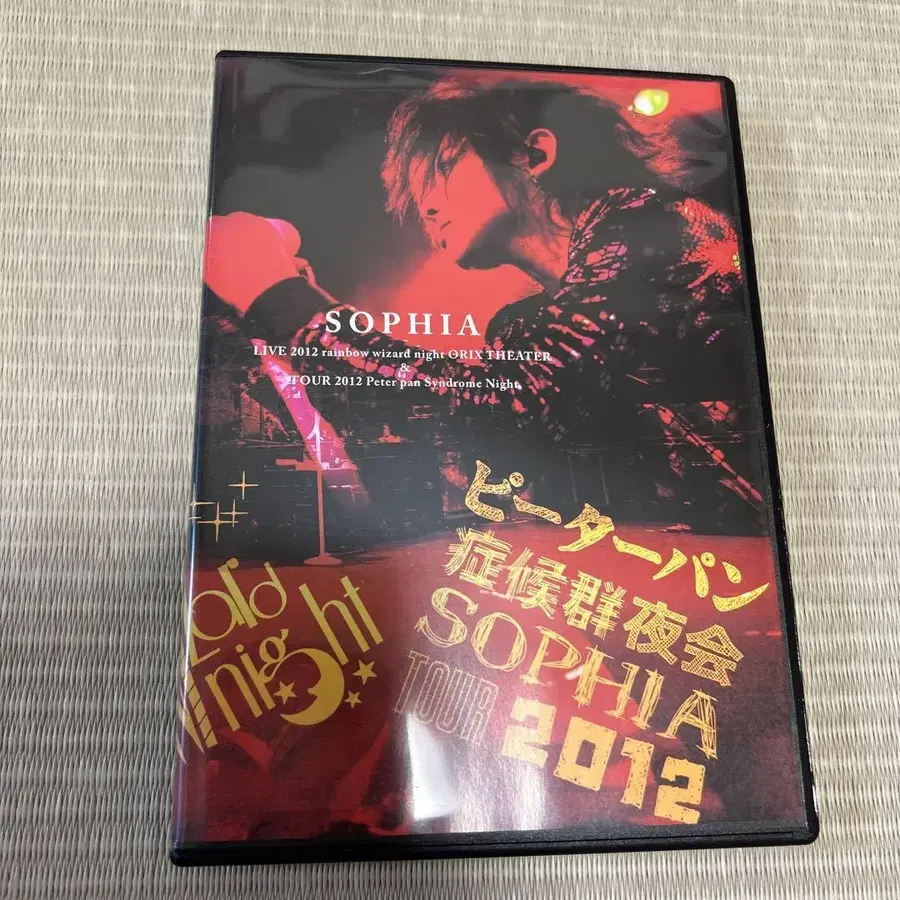 SOPHIA
LIVE 2012 rainbow wizard night ORIX THEATER
&
TOUR 2012 Peter pan Syndrome Night
ピーターパン
症候群夜会
SOPHIA
TOUR 2012
night